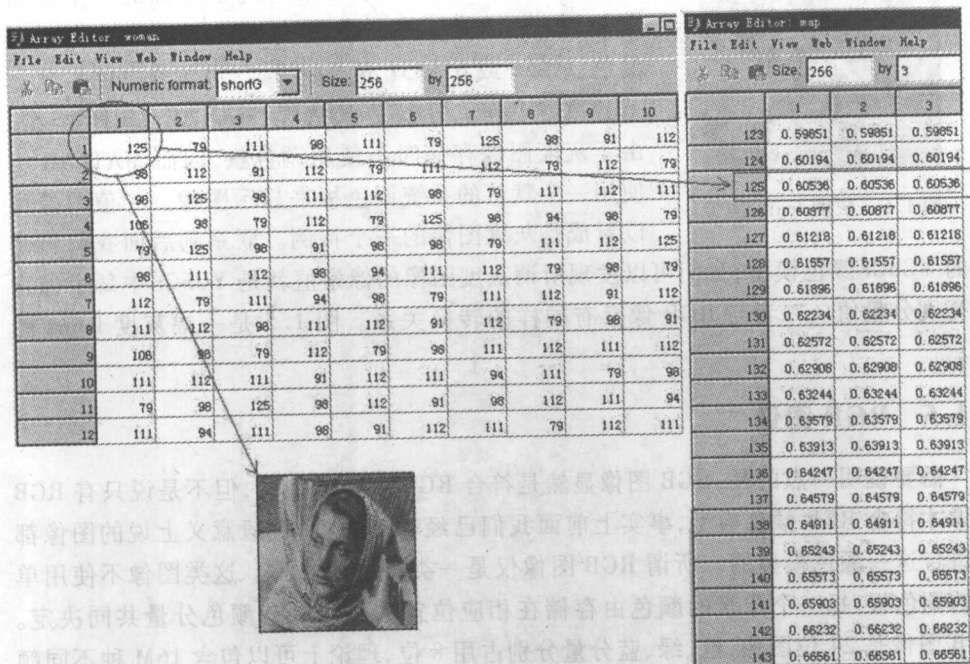 Array Editor: woman
File Edit View Web Window Help
Numeric format: shortG Size: 256 by 256
1 2 3 4 5 6 7 8 9 10
1 125 79 111 98 111 79 125 98 91 112
2 98 112 91 112 79 111 98 112 79 79
3 98 125 98 111 112 98 79 111 112 111
4 106 98 79 112 79 125 98 94 98 79
5 79 125 98 91 98 98 79 111 112 125
6 98 111 112 98 94 111 112 79 98 79
7 112 79 111 94 98 79 111 112 91 112
8 111 112 98 111 112 91 112 79 98 111
9 106 98 79 112 79 98 111 112 111 112
10 111 112 111 91 112 111 94 111 79 98
11 79 98 125 98 112 91 98 112 111 94
12 111 94 111 98 91 112 111 79 112 111
Array Editor: map
File Edit View Web Window Help
Size: 256 by 3
1 2 3
123 0.59851 0.59851 0.59851
124 0.60194 0.60194 0.60194
125 0.60536 0.60536 0.60536
126 0.60877 0.60877 0.60877
127 0.61218 0.61218 0.61218
128 0.61557 0.61557 0.61557
129 0.61896 0.61896 0.61896
130 0.62234 0.62234 0.62234
131 0.62572 0.62572 0.62572
132 0.62908 0.62908 0.62908
133 0.63244 0.63244 0.63244
134 0.63579 0.63579 0.63579
135 0.63913 0.63913 0.63913
136 0.64247 0.64247 0.64247
137 0.64579 0.64579 0.64579
138 0.64911 0.64911 0.64911
139 0.65243 0.65243 0.65243
140 0.65573 0.65573 0.65573
141 0.65903 0.65903 0.65903
142 0.66232 0.66232 0.66232
143 0.66561 0.66561 0.66561